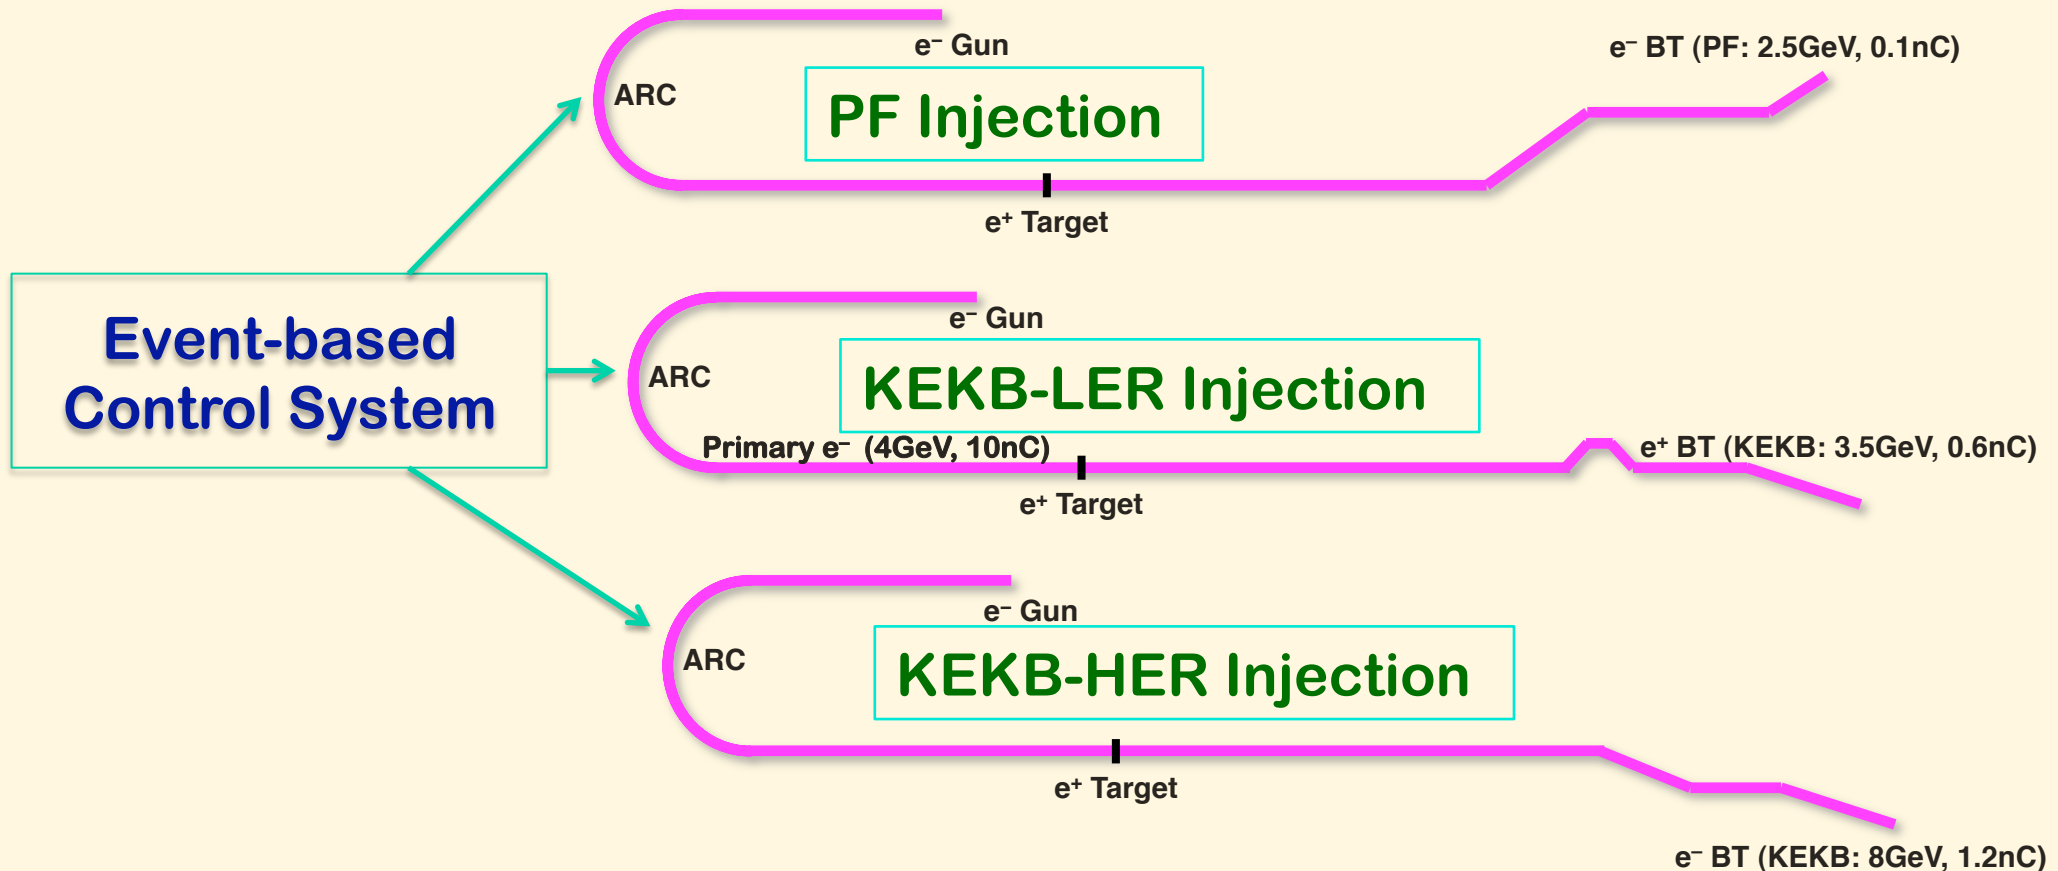 e⁻ Gun
e⁻ BT (PF: 2.5GeV, 0.1nC)
ARC
PF Injection
e⁺ Target
Event-based
Control System
e⁻ Gun
ARC
KEKB-LER Injection
Primary e⁻ (4GeV, 10nC)
e⁺ BT (KEKB: 3.5GeV, 0.6nC)
e⁺ Target
e⁻ Gun
ARC
KEKB-HER Injection
e⁺ Target
e⁻ BT (KEKB: 8GeV, 1.2nC)